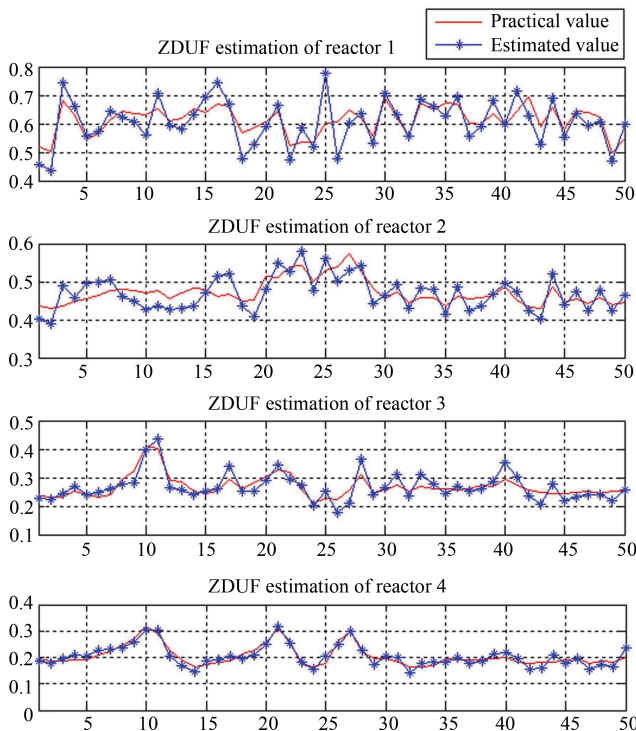 Practical value
Estimated value
ZDUF estimation of reactor 1
0.8
0.7
0.6
0.5
0.4
5 10 15 20 25 30 35 40 45 50
ZDUF estimation of reactor 2
0.6
0.5
0.4
0.3
5 10 15 20 25 30 35 40 45 50
ZDUF estimation of reactor 3
0.5
0.4
0.3
0.2
0.1
5 10 15 20 25 30 35 40 45 50
ZDUF estimation of reactor 4
0.4
0.3
0.2
0.1
0
5 10 15 20 25 30 35 40 45 50